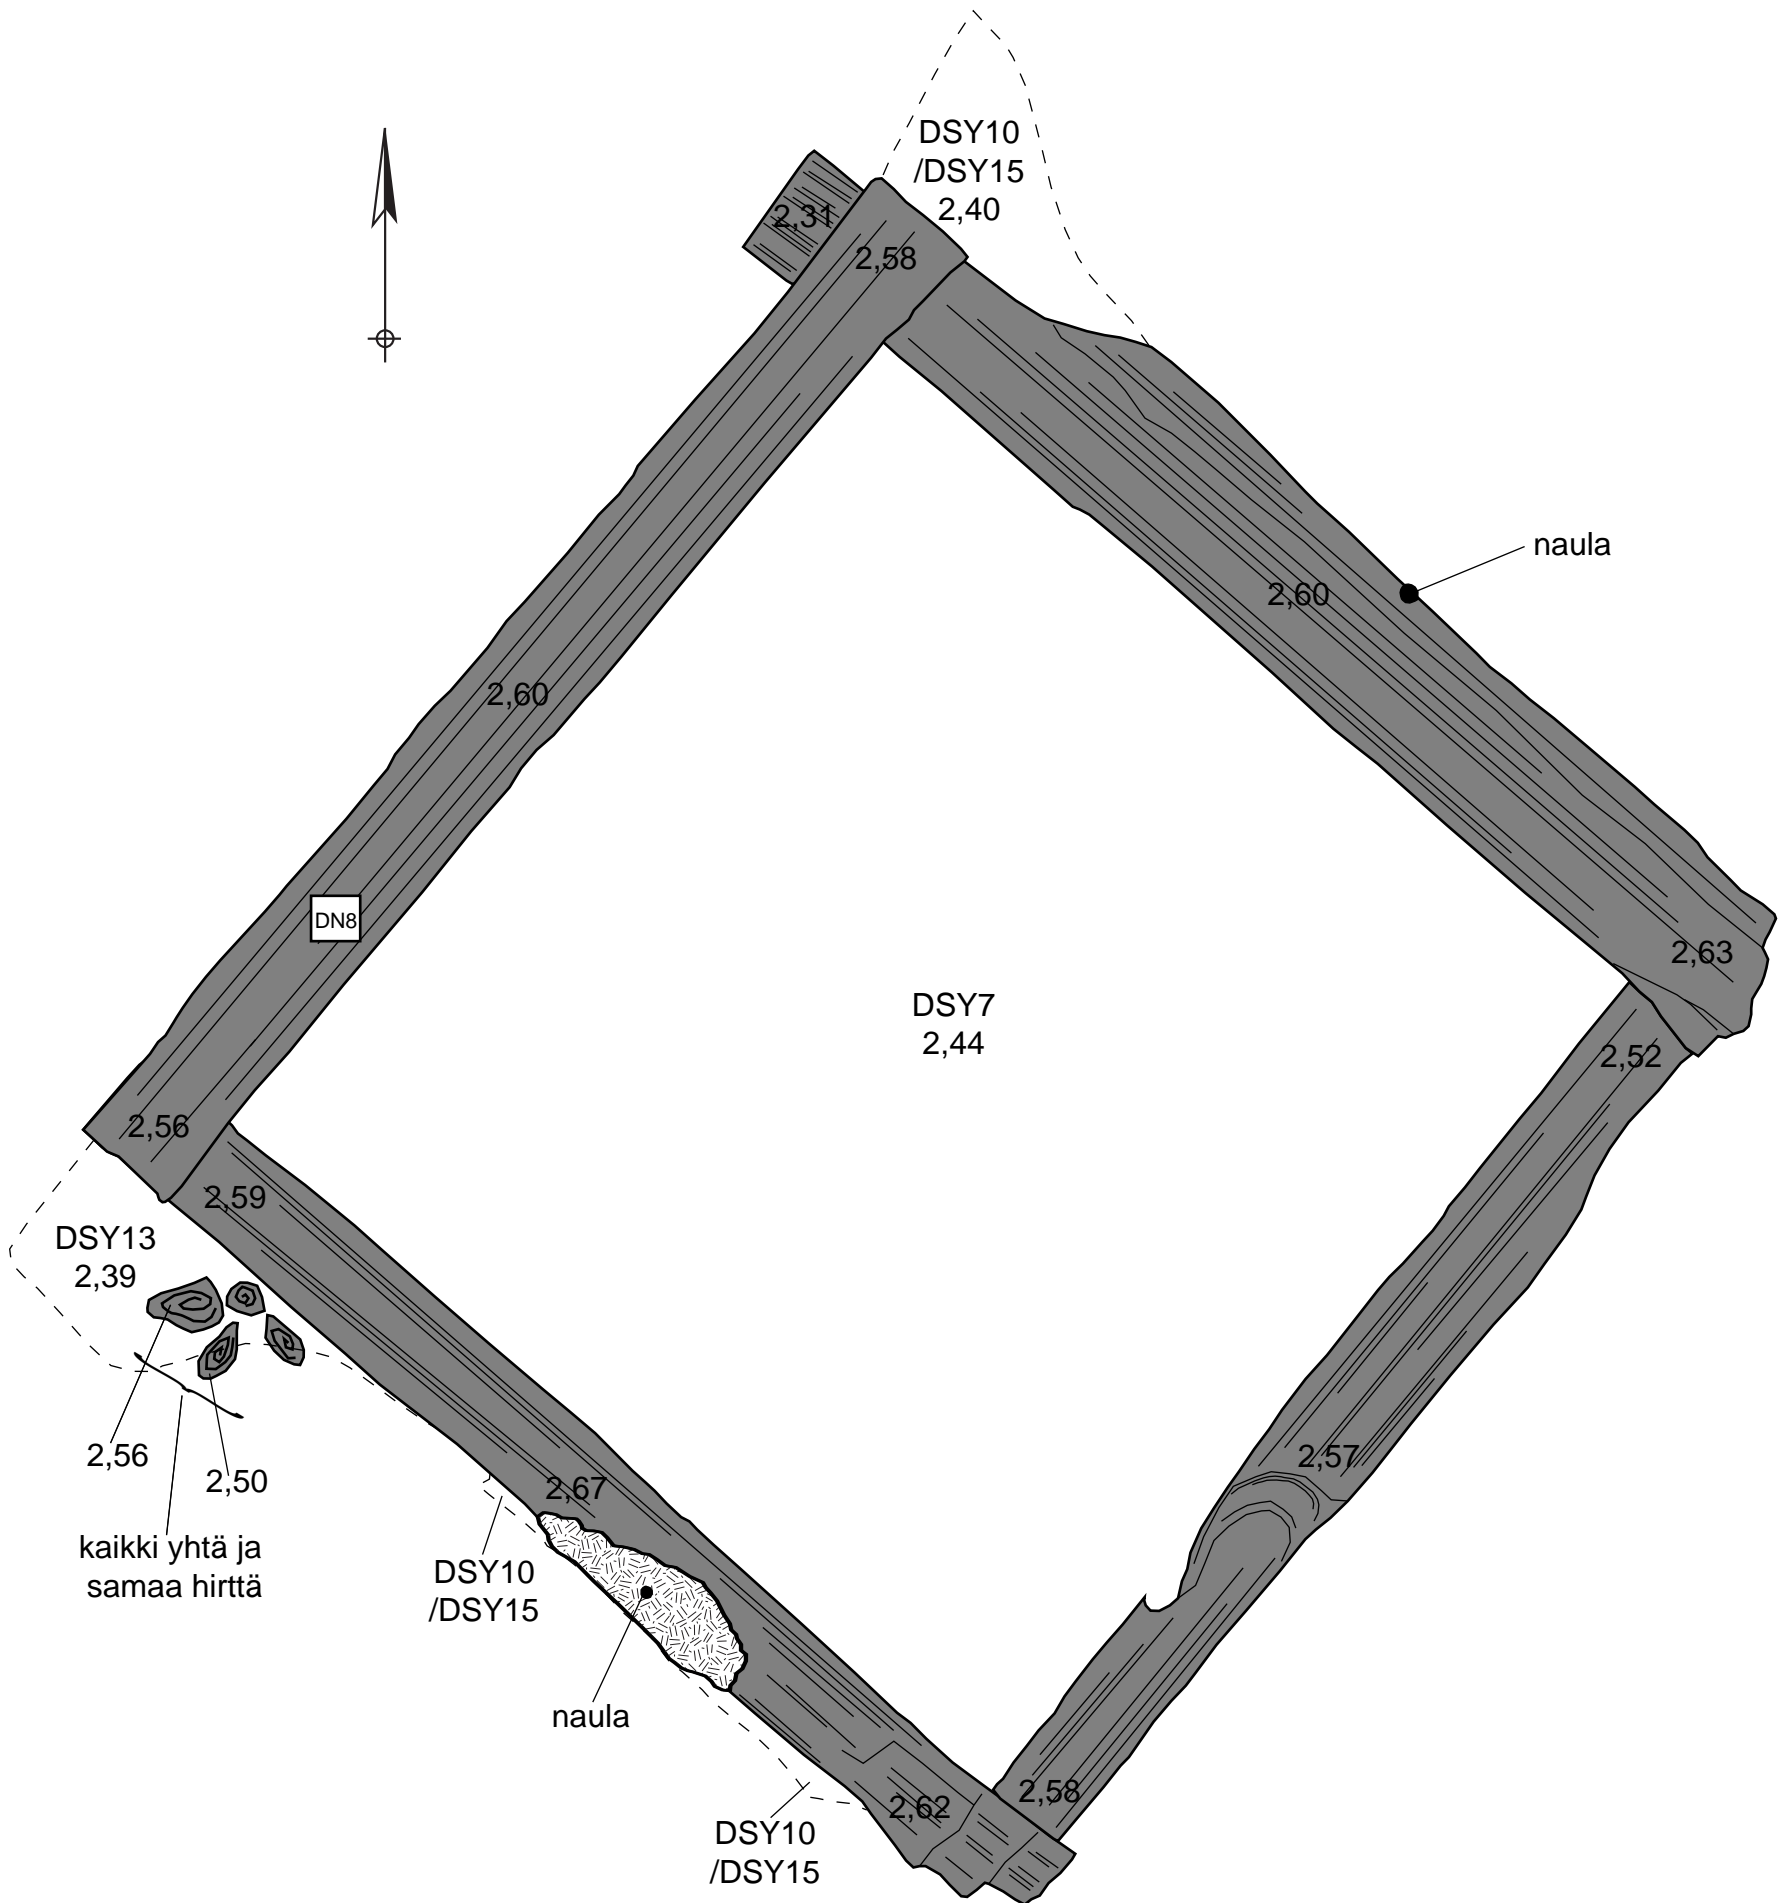 DSY10
/DSY15
2,40
2,31
2,58
naula
2,60
2,60
DN8
2,63
DSY7
2,44
2,52
2,56
2,59
DSY13
2,39
2,56
2,50
2,57
2,67
kaikki yhtä ja
samaa hirttä
DSY10
/DSY15
naula
2,58
2,62
DSY10
/DSY15